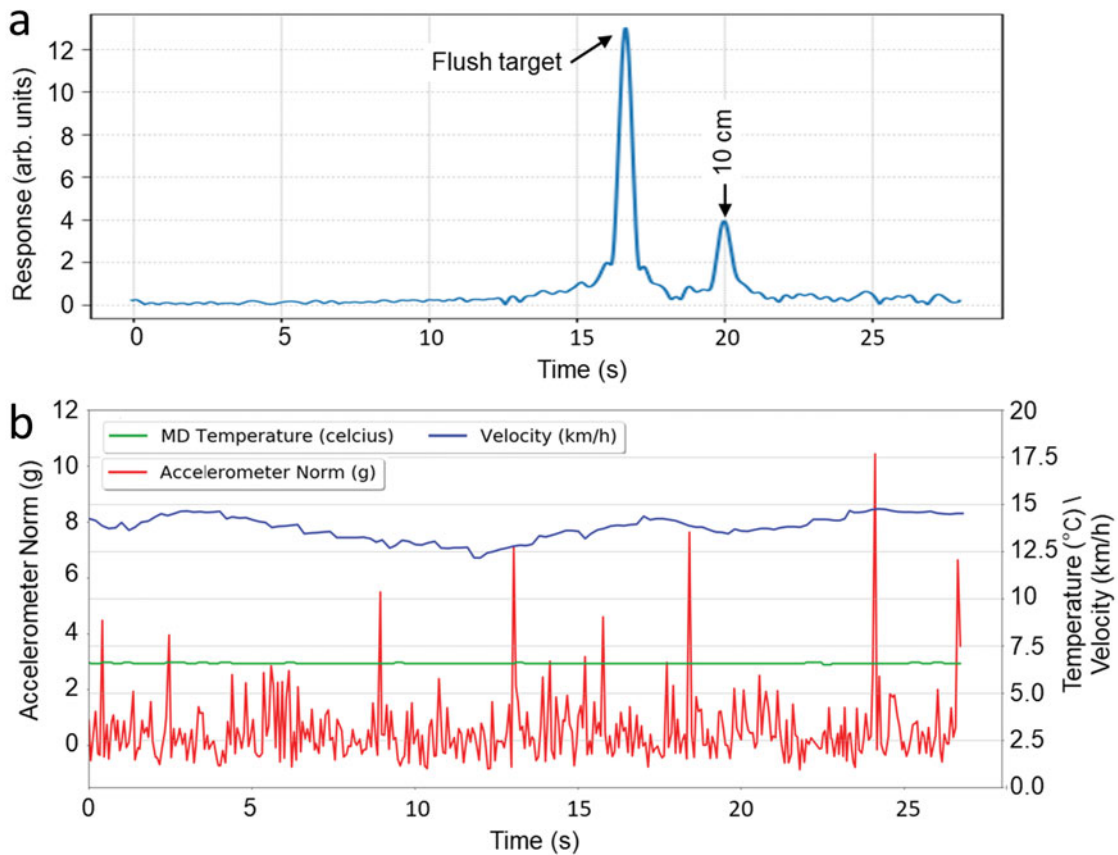 a
Response (arb. units)
12
10
8
6
4
2
0
Flush target
10 cm
0 5 10 15 20 25
Time (s)
b
Accelerometer Norm (g)
12
10
8
6
4
2
0
MD Temperature (celcius)
Velocity (km/h)
Accelerometer Norm (g)
20
17.5
15
12.5
10
7.5
5.0
2.5
0.0
Temperature (°C) \
Velocity (km/h)
0 5 10 15 20 25
Time (s)